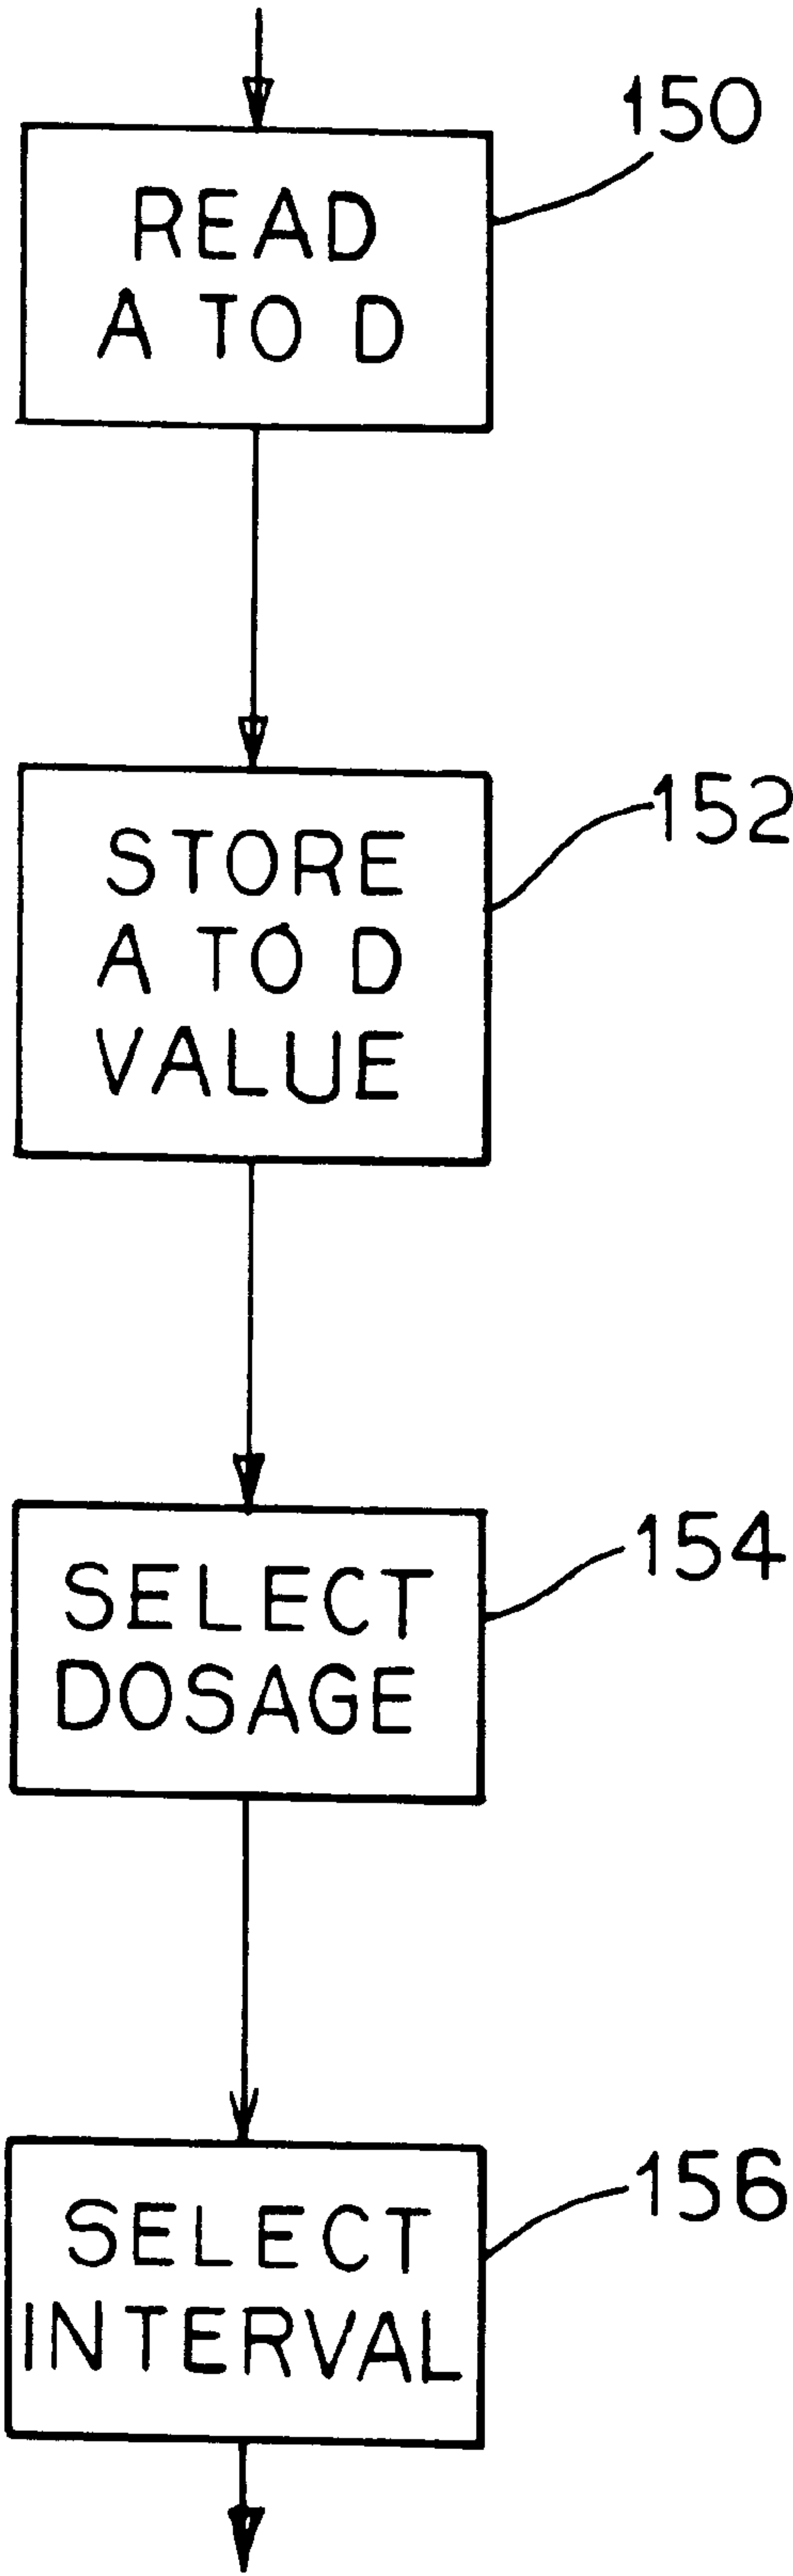 150
READ
A TO D
152
STORE
A TO D
VALUE
154
SELECT
DOSAGE
156
SELECT
INTERVAL